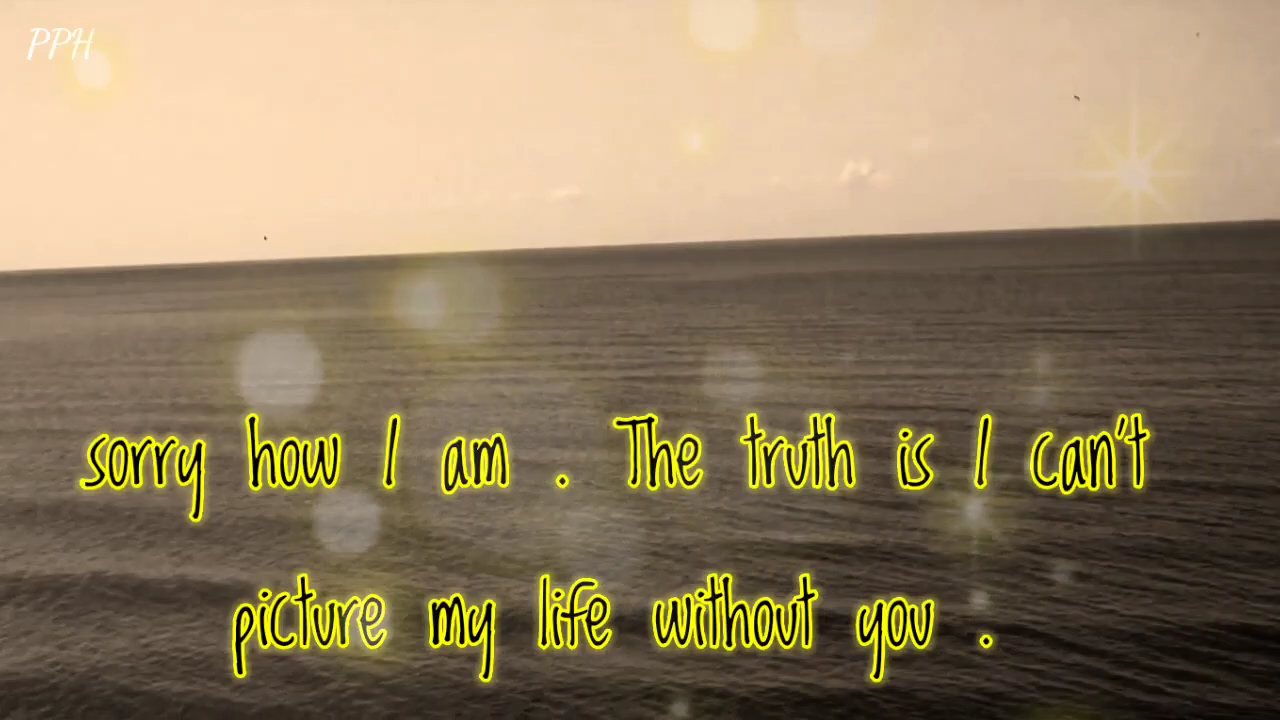 PPH
sorry how I am . The truth is I can't
picture my life without you .